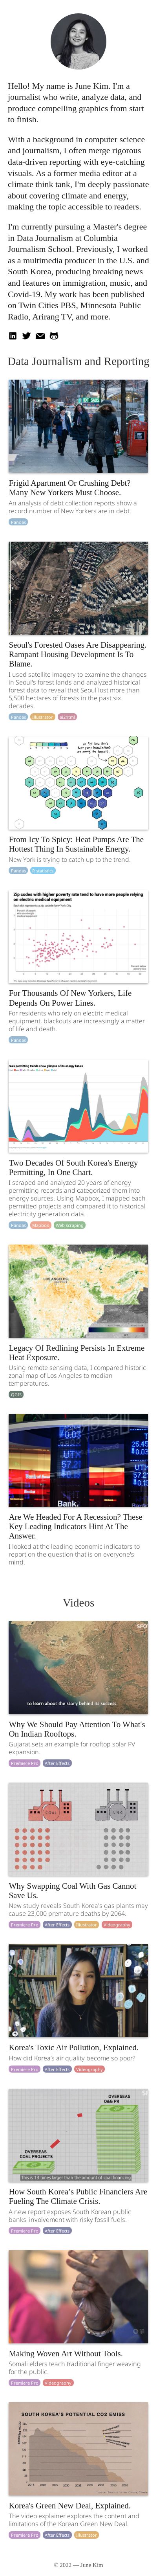 Hello! My name is June Kim. I'm a
journalist who write, analyze data, and
produce compelling graphics from start
to finish.
With a background in computer science
and journalism, I often merge rigorous
data-driven reporting with eye-catching
visuals. As a former media editor at a
climate think tank, I'm deeply passionate
about covering climate and energy,
making the topic accessible to readers.
I'm currently pursuing a Master's degree
in Data Journalism at Columbia
Journalism School. Previously, I worked
as a multimedia producer in the U.S. and
South Korea, producing breaking news
and features on crimes, music, and
Covid-19. My work has been published
on Twin Cities PBS, Minnesota Public
Radio, Arirang TV, and more.
Data Journalism and Reporting
Frigid Apartment Or Crushing Debt?
Many New Yorkers Must Choose.
An analysis of debt collection reports show a
record number of New Yorkers are in debt.
Pandas
Seoul's Forested Oases Are Disappearing.
Rampant Housing Development Is To
Blame.
I used satellite imagery to examine the changes
in Seoul's forest lands and analyzed historical
forest data to reveal that Seoul lost more than
5,500 hectares of forests in the past six
decades.
Pandas Illustrator ai2html
From Icy To Spicy: Heat Pumps Are The
Hottest Thing In Sustainable Energy.
New York is trying to catch up to the trend.
Pandas
Zip codes with higher poverty rate tend to have more people relying
on electric medical equipment
For Thousands Of New Yorkers, Life
Depends On Power Lines.
For residents who rely on electric medical
equipment, blackouts are increasingly a matter
of life and death.
Pandas
Two Decades Of South Korea's Energy
Permitting, In One Chart.
I scraped and analyzed 20 years of energy
permitting records and categorized them into
energy sources. Using Mapbox, I mapped each
permitted projects and compared it to historical
electricity generation data.
Pandas Mapbox Web scraping
LOS ANGELES
Legacy Of Redlining Persists In Extreme
Heat Exposure.
Using remote sensing data, I compared historic
zonal map of Los Angeles to median
temperatures.
QGIS
Bank.
Are We Headed For A Recession? These
Key Leading Indicators Hint At The
Answer.
I looked at the leading economic indicators to
report on the question that is on everyone's
mind.
Videos
to learn about the story behind its success.
Why We Should Pay Attention To What's
On Indian Rooftops.
Gujarat sets an example for rooftop solar PV
expansion.
Premiere Pro After Effects
Why Swapping Coal With Gas Cannot
Save Us.
New study reveals South Korea's gas plants may
cause 23,000 premature deaths by 2064.
Premiere Pro After Effects Illustrator Videography
Korea's Toxic Air Pollution, Explained.
How did Korea's air quality become so poor?
Premiere Pro After Effects Videography
OVERSEAS
O&G PR
OVERSEAS
COAL PROJECTS
This is 13 times larger than the amount of coal financing
How South Korea's Public Financiers Are
Fueling The Climate Crisis.
A new report exposes South Korean public
banks' involvement with risky fossil fuels.
Premiere Pro After Effects
Making Woven Art Without Tools.
Somali elders teach traditional finger weaving
for the public.
Premiere Pro Videography
SOUTH KOREA'S POTENTIAL CO2 EMISS
Korea's Green New Deal, Explained.
The video explainer explores the content and
limitations of the Korean Green New Deal.
Premiere Pro After Effects Illustrator
© 2022 — June Kim